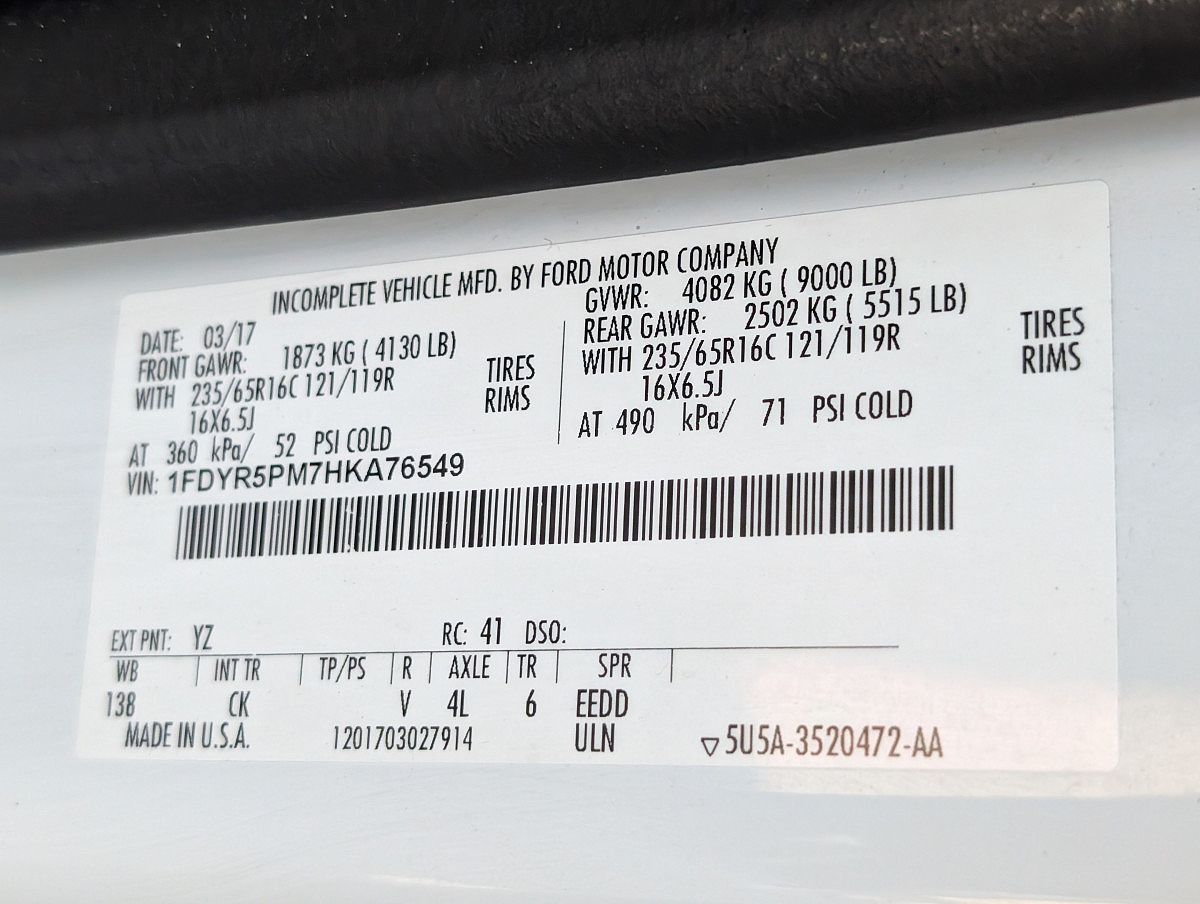 INCOMPLETE VEHICLE MFD. BY FORD MOTOR COMPANY
DATE: 03/17
FRONT GAWR: 1873 KG ( 4130 LB)
WITH 235/65R16C 121/119R TIRES
16X6.5J RIMS
AT 360 kPa/ 52 PSI COLD
GVWR: 4082 KG ( 9000 LB)
REAR GAWR: 2502 KG ( 5515 LB)
WITH 235/65R16C 121/119R TIRES
16X6.5J RIMS
AT 490 kPa/ 71 PSI COLD
VIN: 1FDYR5PM7HKA76549
EXT PNT: YZ RC: 41 DSO:
WB INT TR TP/PS R AXLE TR SPR
138 CK V 4L 6 EEDD
MADE IN U.S.A. 1201703027914 ULN ▽5U5A-3520472-AA